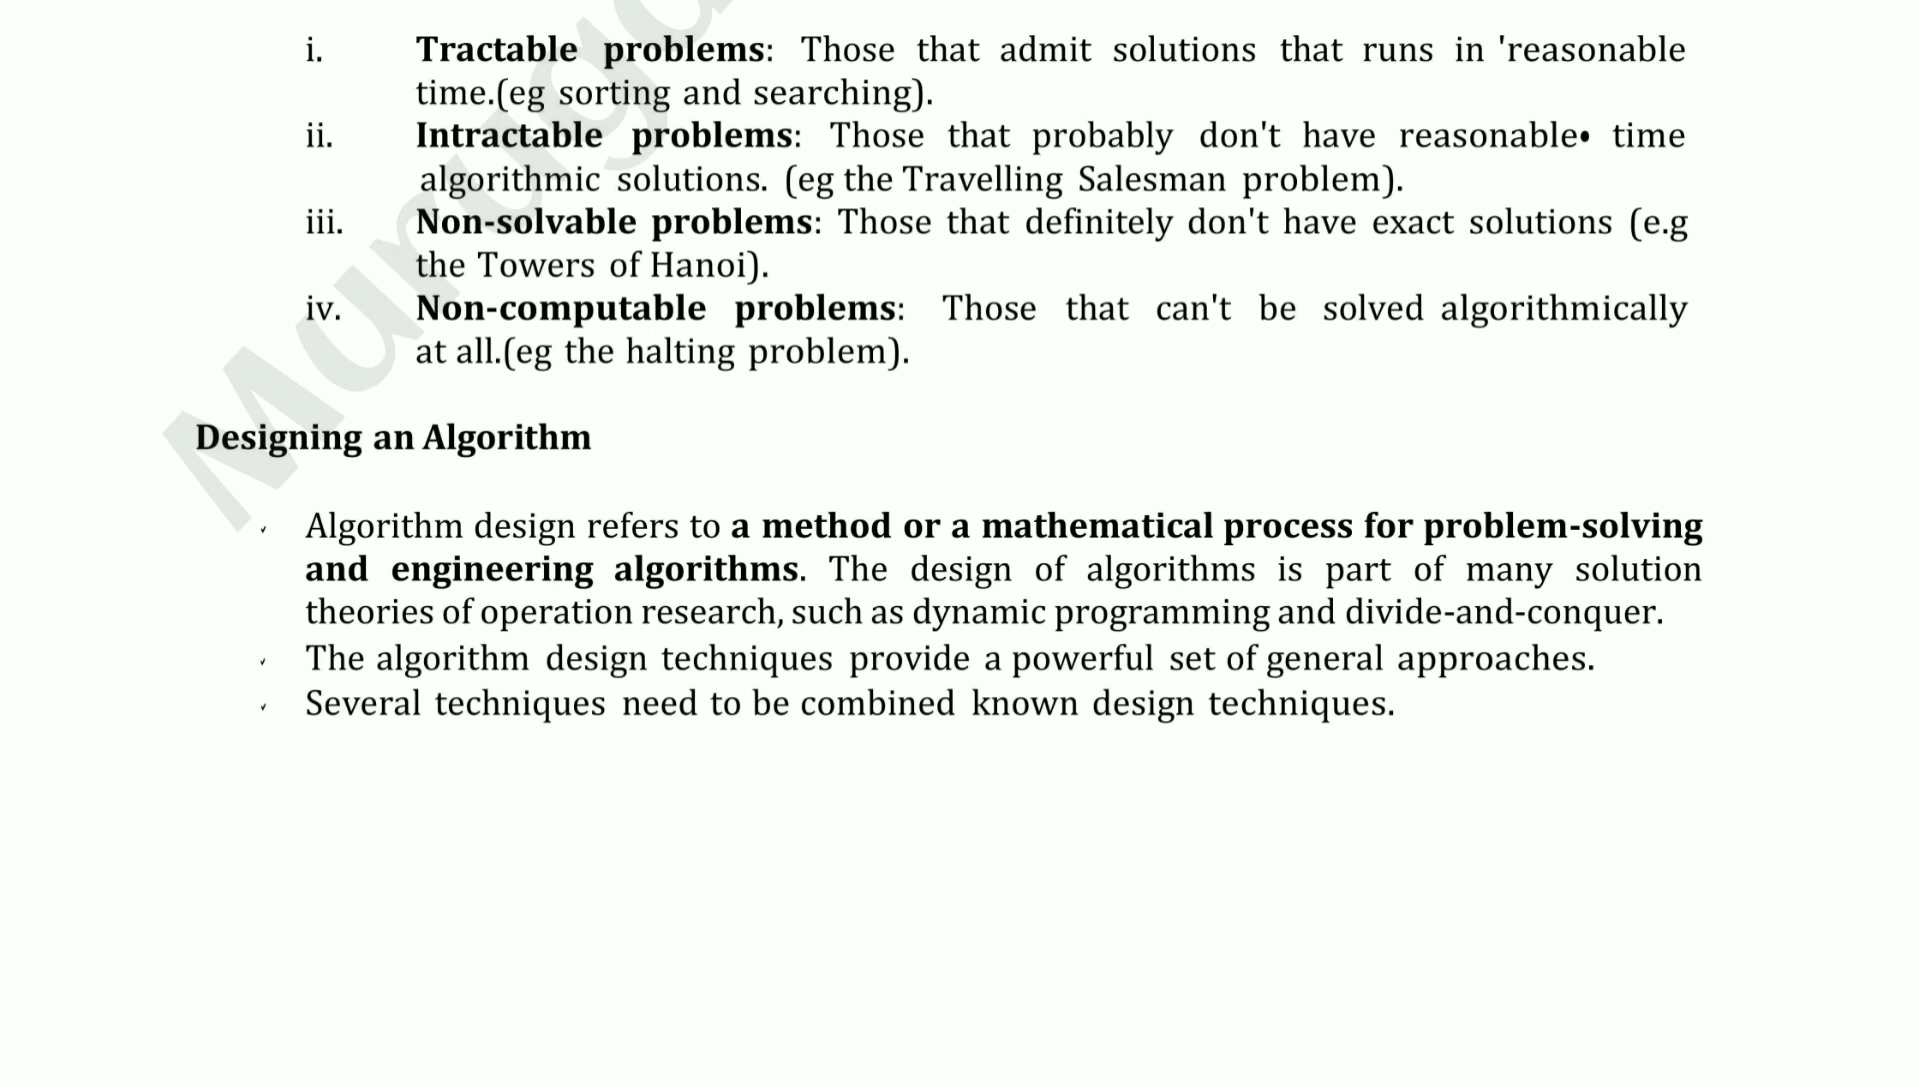 i. Tractable problems: Those that admit solutions that runs in 'reasonable
time.(eg sorting and searching).
ii. Intractable problems: Those that probably don't have reasonable• time
algorithmic solutions. (eg the Travelling Salesman problem).
iii. Non-solvable problems: Those that definitely don't have exact solutions (e.g
the Towers of Hanoi).
iv. Non-computable problems: Those that can't be solved algorithmically
at all.(eg the halting problem).
Designing an Algorithm
✓ Algorithm design refers to a method or a mathematical process for problem-solving
and engineering algorithms. The design of algorithms is part of many solution
theories of operation research, such as dynamic programming and divide-and-conquer.
✓ The algorithm design techniques provide a powerful set of general approaches.
✓ Several techniques need to be combined known design techniques.